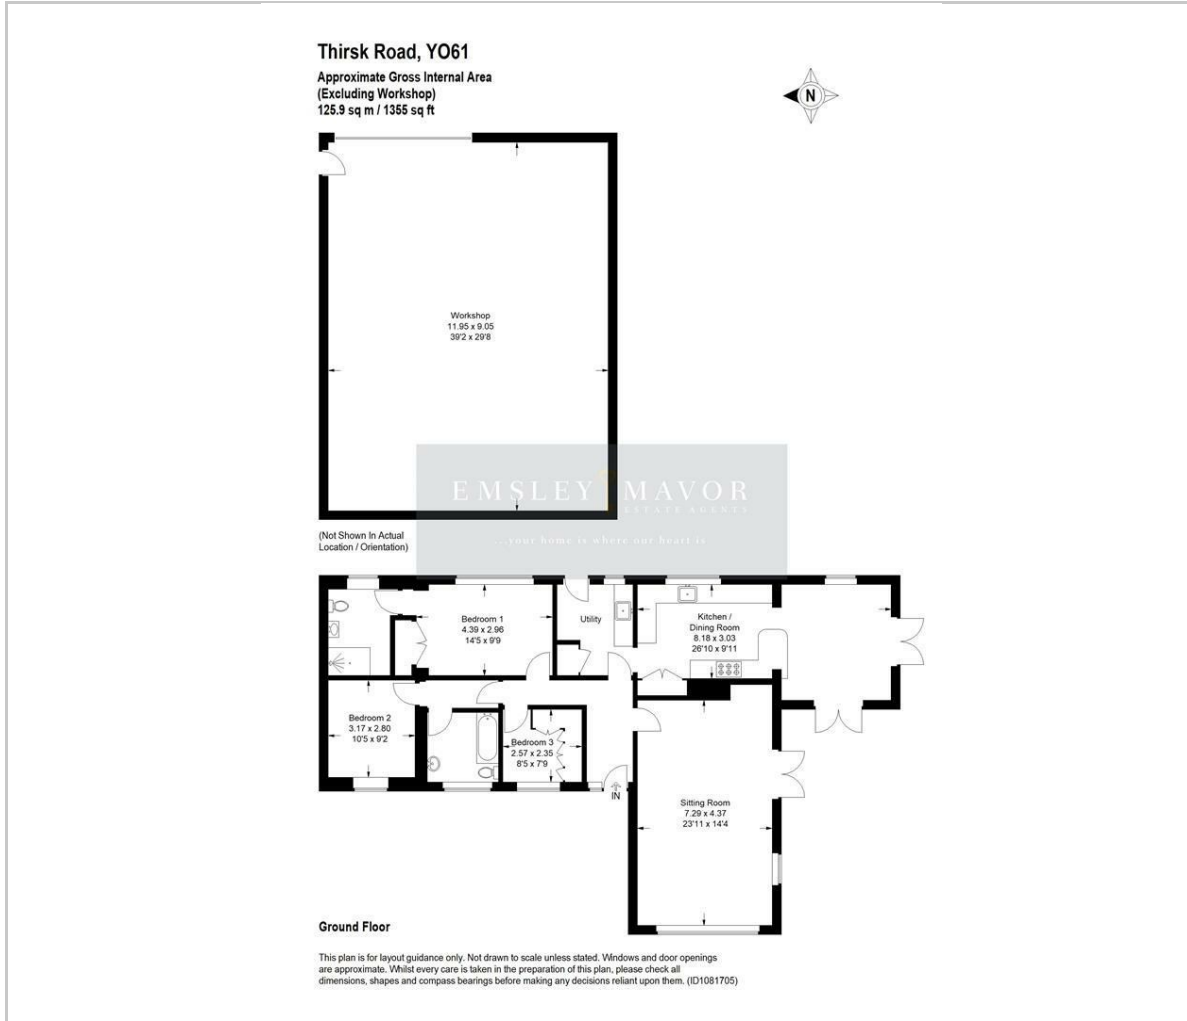 Thirsk Road, YO61
Approximate Gross Internal Area
(Excluding Workshop)
125.9 sq m / 1355 sq ft
N
Workshop
11.95 x 9.05
39'2 x 29'8
EMSLEY MAVOR
ESTATE AGENTS
...your home is where our heart is
(Not Shown In Actual
Location / Orientation)
Bedroom 1
4.39 x 2.96
14'5 x 9'9
Utility
Kitchen /
Dining Room
8.18 x 3.03
26'10 x 9'11
Bedroom 2
3.17 x 2.80
10'5 x 9'2
Bedroom 3
2.57 x 2.35
8'5 x 7'9
IN
Sitting Room
7.29 x 4.37
23'11 x 14'4
Ground Floor
This plan is for layout guidance only. Not drawn to scale unless stated. Windows and door openings
are approximate. Whilst every care is taken in the preparation of this plan, please check all
dimensions, shapes and compass bearings before making any decisions reliant upon them. (ID1081705)